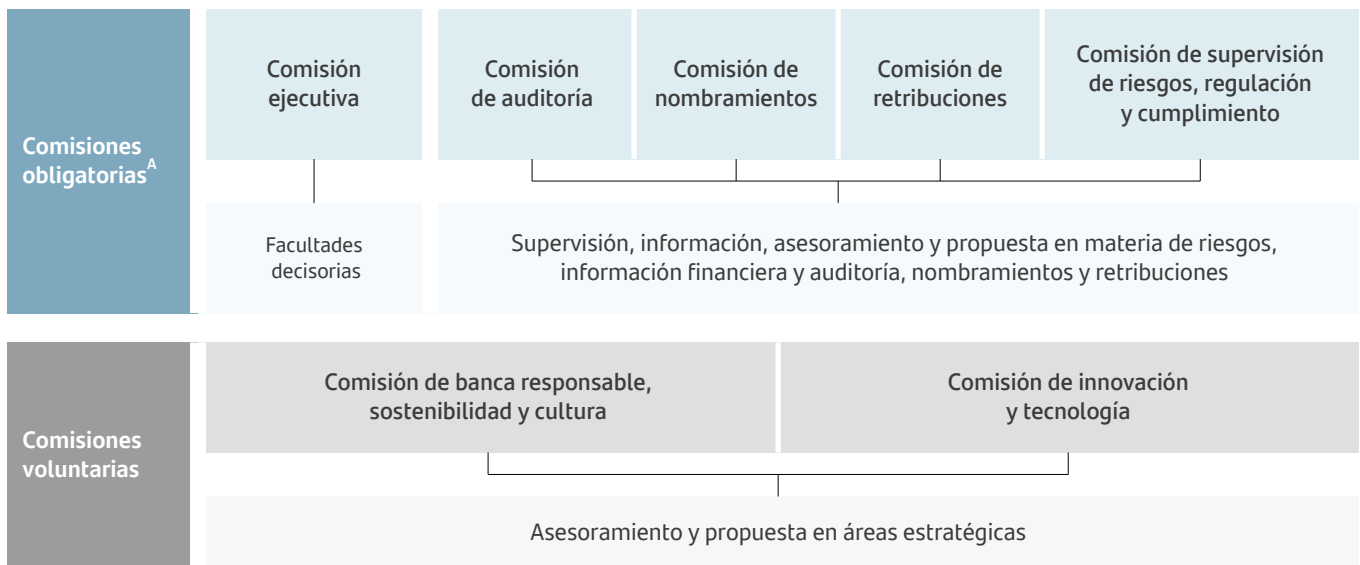 Comisiones
obligatorias^A
Comisión
ejecutiva
Comisión
de auditoría
Comisión de
nombramientos
Comisión de
retribuciones
Comisión de supervisión
de riesgos, regulación
y cumplimiento
Facultades
decisorias
Supervisión, información, asesoramiento y propuesta en materia de riesgos,
información financiera y auditoría, nombramientos y retribuciones
Comisiones
voluntarias
Comisión de banca responsable,
sostenibilidad y cultura
Comisión de innovación
y tecnología
Asesoramiento y propuesta en áreas estratégicas